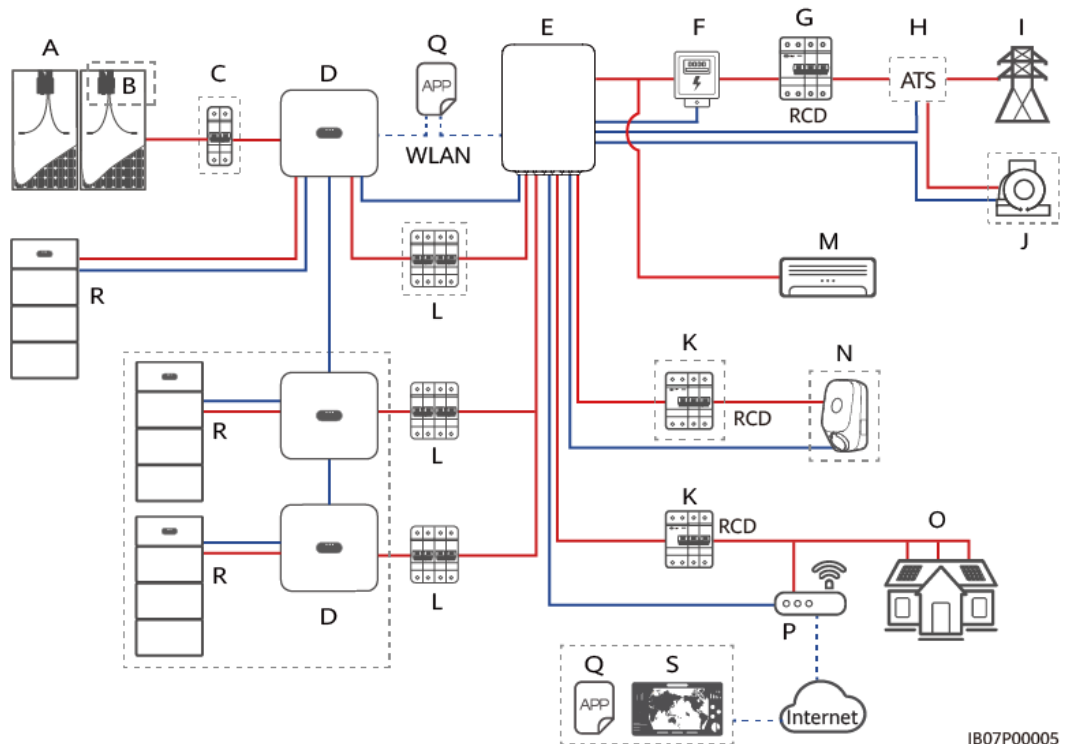 A
B
C
D
Q
APP
WLAN
E
F
G
RCD
H
ATS
I
J
R
L
M
K
RCD
N
R
L
K
RCD
O
R
D
L
P
Q
APP
S
Internet
IB07P00005